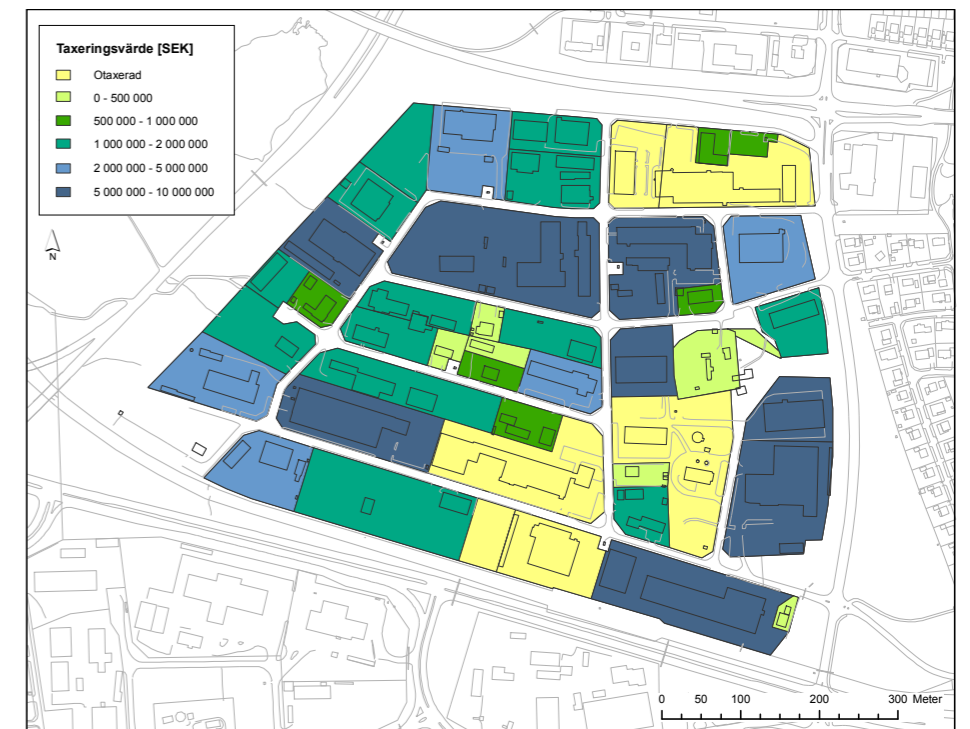 Taxeringsvärde [SEK]
Otaxerad
0 - 500 000
500 000 - 1 000 000
1 000 000 - 2 000 000
2 000 000 - 5 000 000
5 000 000 - 10 000 000
N
0 50 100 200 300 Meter